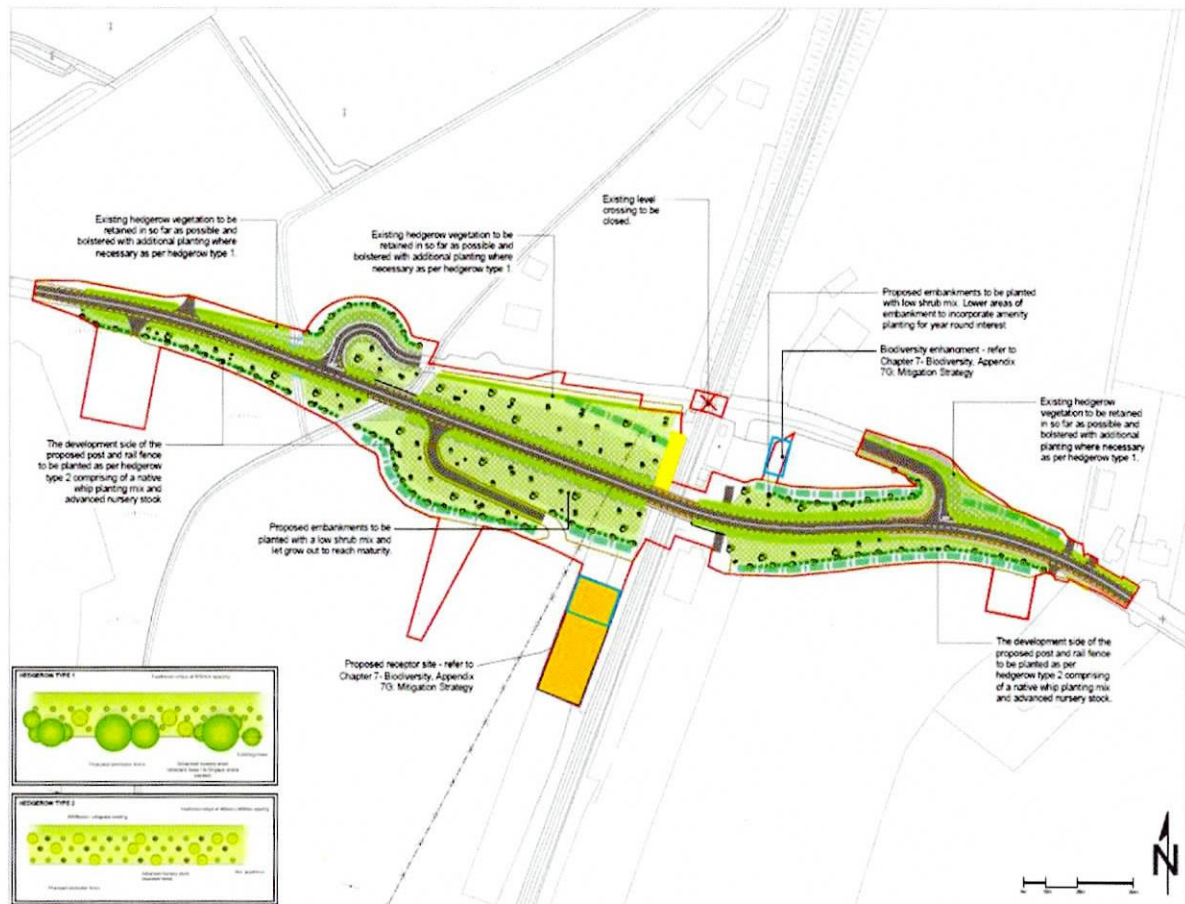 Existing hedgerow vegetation to be
retained in so far as possible and
bolstered with additional planting where
necessary as per hedgerow type 1.
Existing hedgerow vegetation to be
retained in so far as possible and
bolstered with additional planting where
necessary as per hedgerow type 1.
Existing level
crossing to be
closed.
Proposed embankments to be planted
with low shrub mix. Lower areas of
embankment to incorporate amenity
planting for year round interest
Biodiversity enhancment - refer to
Chapter 7- Biodiversity, Appendix
7G: Mitigation Strategy
Existing hedgerow
vegetation to be retained
in so far as possible and
bolstered with additional
planting where necessary
as per hedgerow type 1.
The development side of the
proposed post and rail fence
to be planted as per hedgerow
type 2 comprising of a native
whip planting mix and
advanced nursery stock
Proposed embankments to be
planted with a low shrub mix and
let grow out to reach maturity.
Proposed receptor site - refer to
Chapter 7- Biodiversity, Appendix
7G: Mitigation Strategy
The development side of the
proposed post and rail fence
to be planted as per
hedgerow type 2 comprising
of a native whip planting mix
and advanced nursery stock.
HEDGEROW TYPE 1
HEDGEROW TYPE 2
N